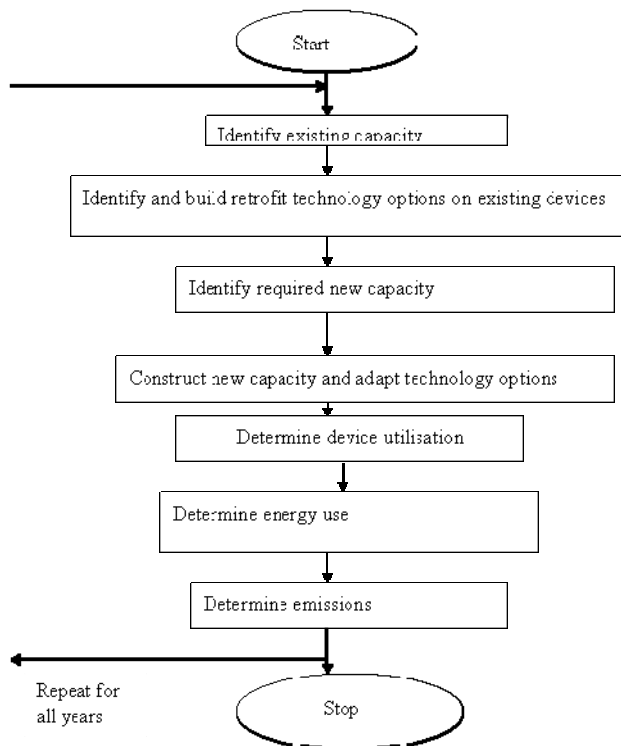 Start
Identify existing capacity
Identify and build retrofit technology options on existing devices
Identify required new capacity
Construct new capacity and adapt technology options
Determine device utilisation
Determine energy use
Determine emissions
Repeat for
all years
Stop